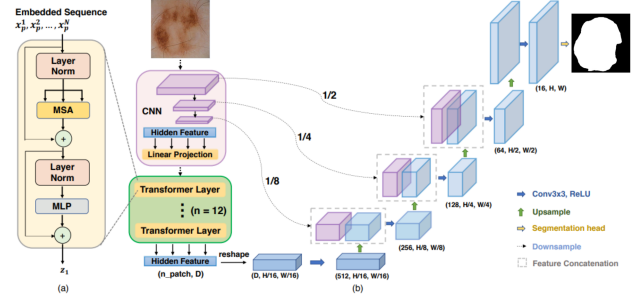 Embedded Sequence
x_p^1, x_p^2, ..., x_p^N
Layer
Norm
MSA
+
Layer
Norm
MLP
+
z_1
(a)
CNN
Hidden Feature
Linear Projection
Transformer Layer
(n = 12)
Transformer Layer
Hidden Feature
(n_patch, D)
reshape
(D, H/16, W/16)
(512, H/16, W/16)
(b)
1/2
1/4
1/8
(256, H/8, W/8)
(128, H/4, W/4)
(64, H/2, W/2)
(16, H, W)
Conv3x3, ReLU
Upsample
Segmentation head
Downsample
Feature Concatenation